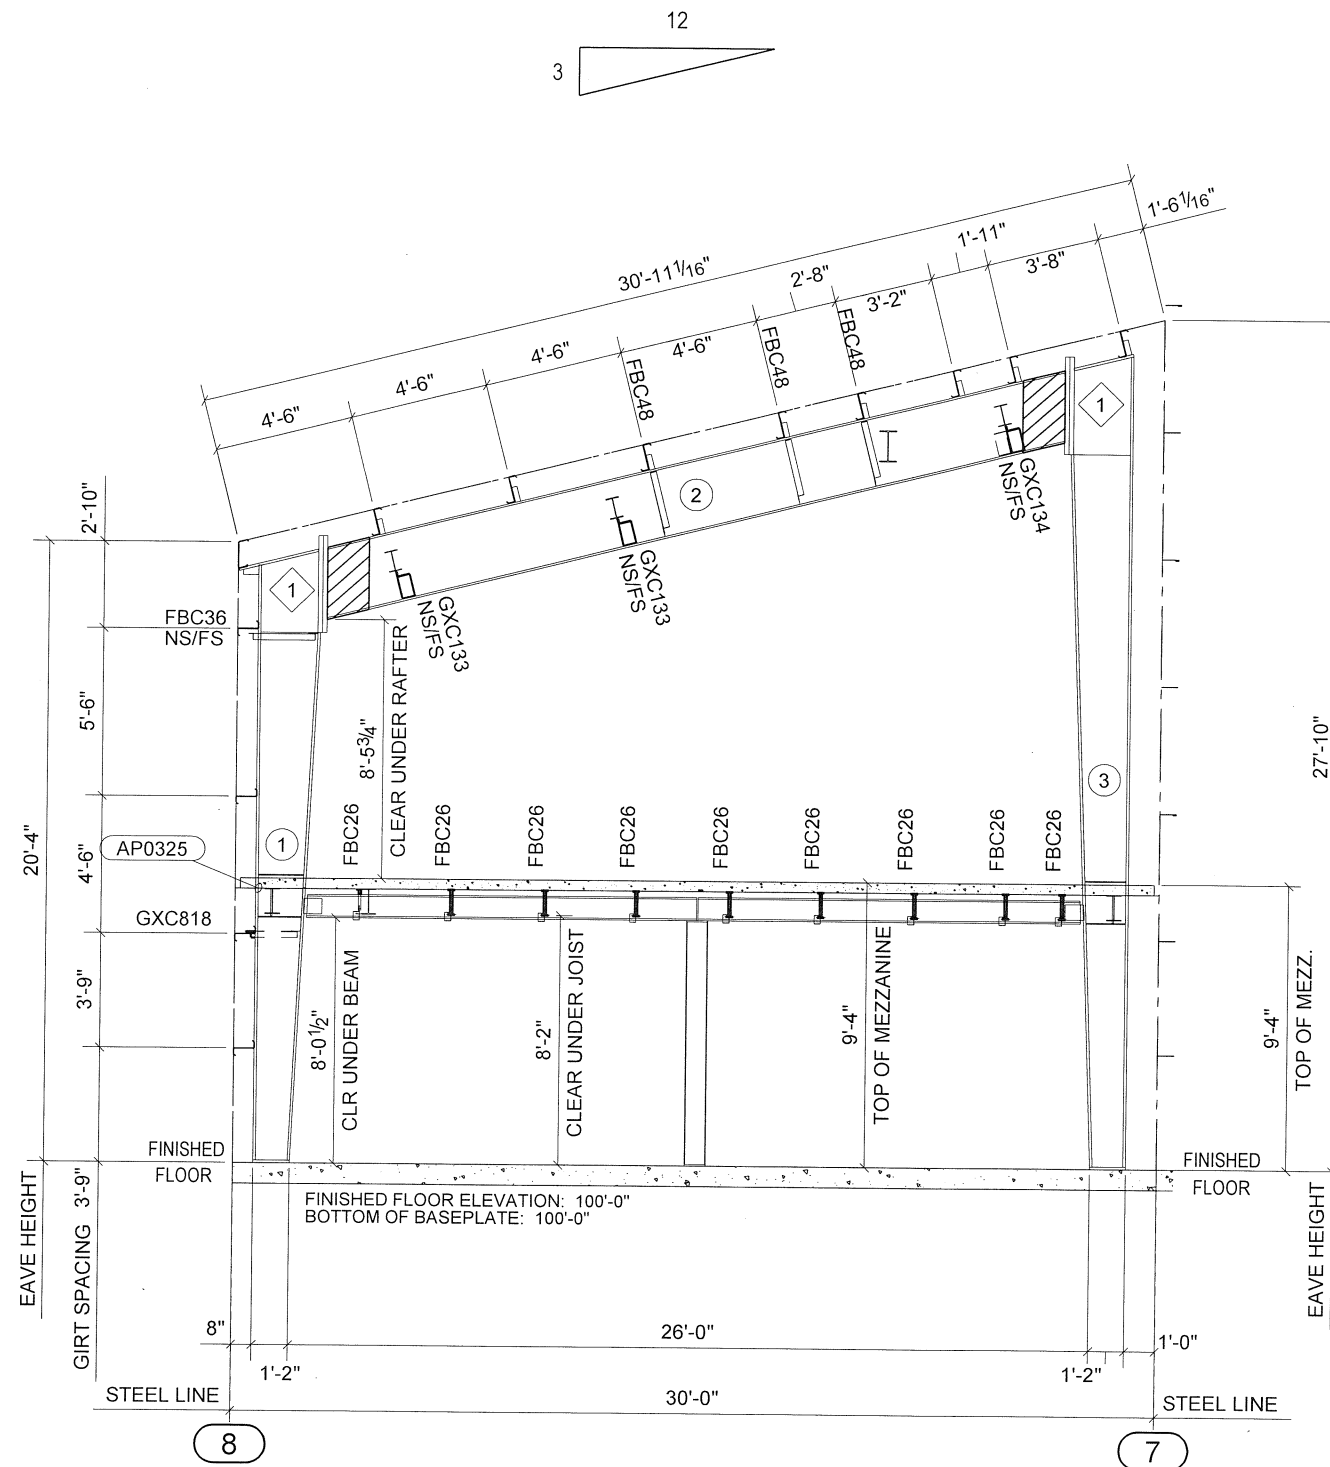 12
3
30'-11 1/16"
1'-6 1/16"
1'-11"
3'-8"
2'-8"
3'-2"
4'-6"
4'-6"
4'-6"
4'-6"
FBC48
FBC48
FBC48
2'-10"
1
2
1
GXC133
NS/FS
GXC133
NS/FS
GXC134
NS/FS
FBC36
NS/FS
5'-6"
8'-5 3/4"
CLEAR UNDER RAFTER
27'-10"
3
20'-4"
4'-6"
AP0325
1
FBC26
FBC26
FBC26
FBC26
FBC26
FBC26
FBC26
FBC26
FBC26
GXC818
3'-9"
8'-0 1/2"
CLR UNDER BEAM
8'-2"
CLEAR UNDER JOIST
9'-4"
TOP OF MEZZANINE
9'-4"
TOP OF MEZZ.
FINISHED
FLOOR
FINISHED
FLOOR
FINISHED FLOOR ELEVATION: 100'-0"
BOTTOM OF BASEPLATE: 100'-0"
EAVE HEIGHT
GIRT SPACING 3'-9"
EAVE HEIGHT
8"
26'-0"
1'-0"
1'-2"
1'-2"
STEEL LINE
30'-0"
STEEL LINE
8
7